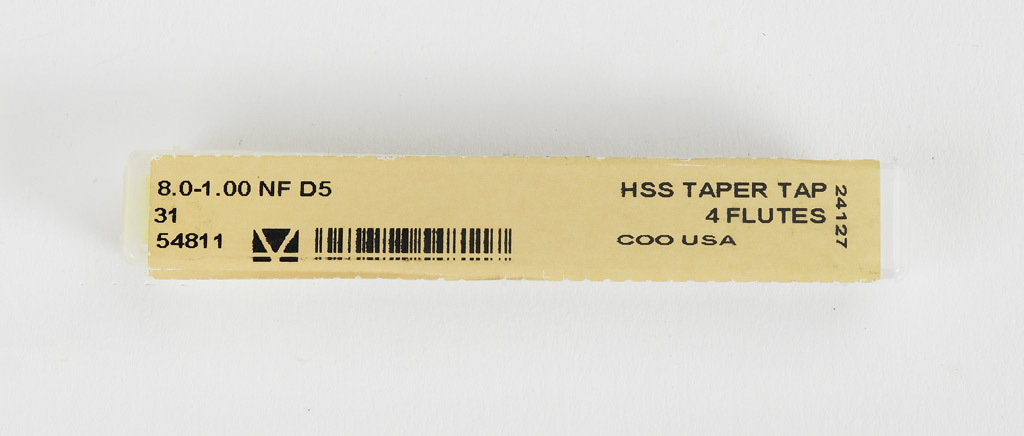 8.0-1.00 NF D5
31
54811
HSS TAPER TAP
4 FLUTES
COO USA
24127